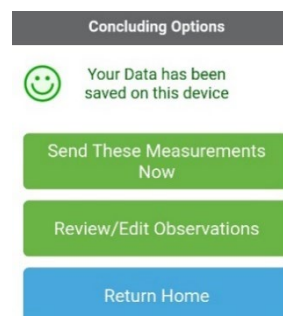 Concluding Options
Your Data has been
saved on this device
Send These Measurements
Now
Review/Edit Observations
Return Home